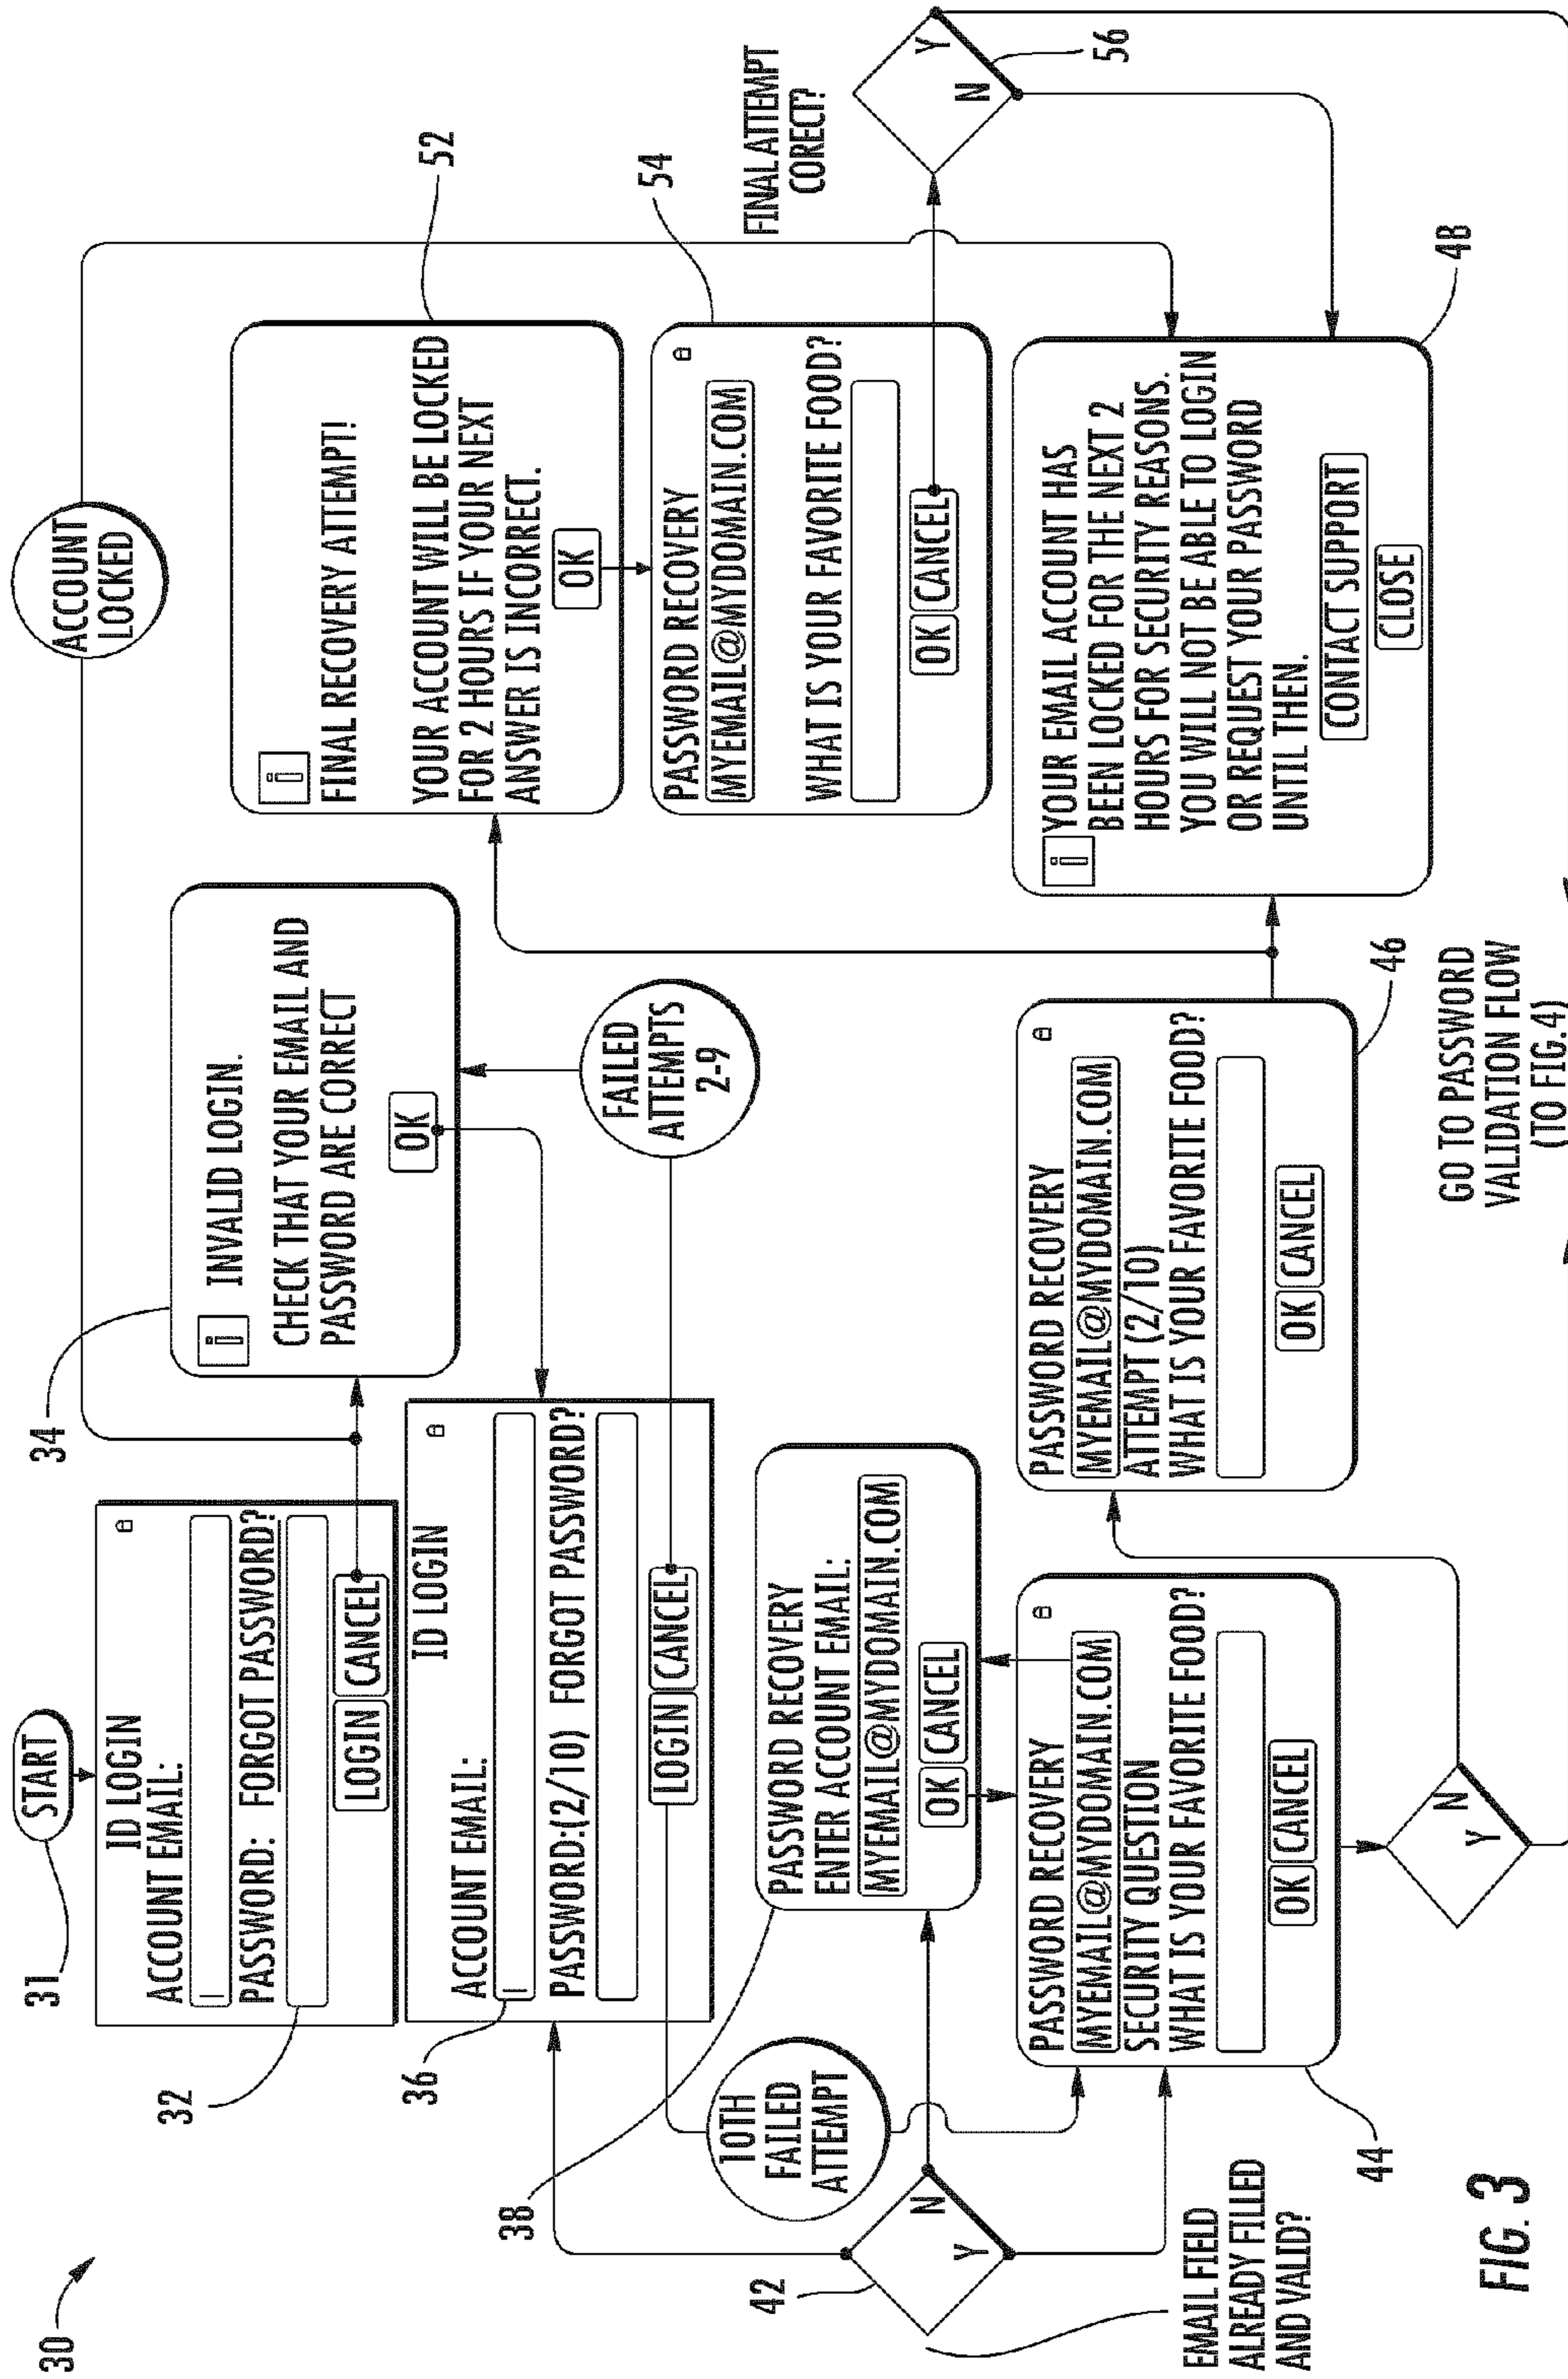 30
31
START
ID LOGIN
ACCOUNT EMAIL:
PASSWORD: FORGOT PASSWORD?
LOGIN CANCEL
32
34
i
INVALID LOGIN.
CHECK THAT YOUR EMAIL AND
PASSWORD ARE CORRECT
OK
ACCOUNT
LOCKED
36
ID LOGIN
ACCOUNT EMAIL:
PASSWORD:(2/10) FORGOT PASSWORD?
LOGIN CANCEL
FAILED
ATTEMPTS
2-9
i
FINAL RECOVERY ATTEMPT!
YOUR ACCOUNT WILL BE LOCKED
FOR 2 HOURS IF YOUR NEXT
ANSWER IS INCORRECT.
OK
52
38
10TH
FAILED
ATTEMPT
PASSWORD RECOVERY
ENTER ACCOUNT EMAIL:
MYEMAIL@MYDOMAIN.COM
OK CANCEL
PASSWORD RECOVERY
MYEMAIL@MYDOMAIN.COM
WHAT IS YOUR FAVORITE FOOD?
OK CANCEL
54
FINAL ATTEMPT
CORECT?
Y
N
56
42
N
Y
EMAIL FIELD
ALREADY FILLED
AND VALID?
PASSWORD RECOVERY
MYEMAIL@MYDOMAIN.COM
SECURITY QUESTION
WHAT IS YOUR FAVORITE FOOD?
OK CANCEL
44
N
Y
PASSWORD RECOVERY
MYEMAIL@MYDOMAIN.COM
ATTEMPT (2/10)
WHAT IS YOUR FAVORITE FOOD?
OK CANCEL
46
i
YOUR EMAIL ACCOUNT HAS
BEEN LOCKED FOR THE NEXT 2
HOURS FOR SECURITY REASONS.
YOU WILL NOT BE ABLE TO LOGIN
OR REQUEST YOUR PASSWORD
UNTIL THEN.
CONTACT SUPPORT
CLOSE
48
GO TO PASSWORD
VALIDATION FLOW
(TO FIG.4)
FIG. 3